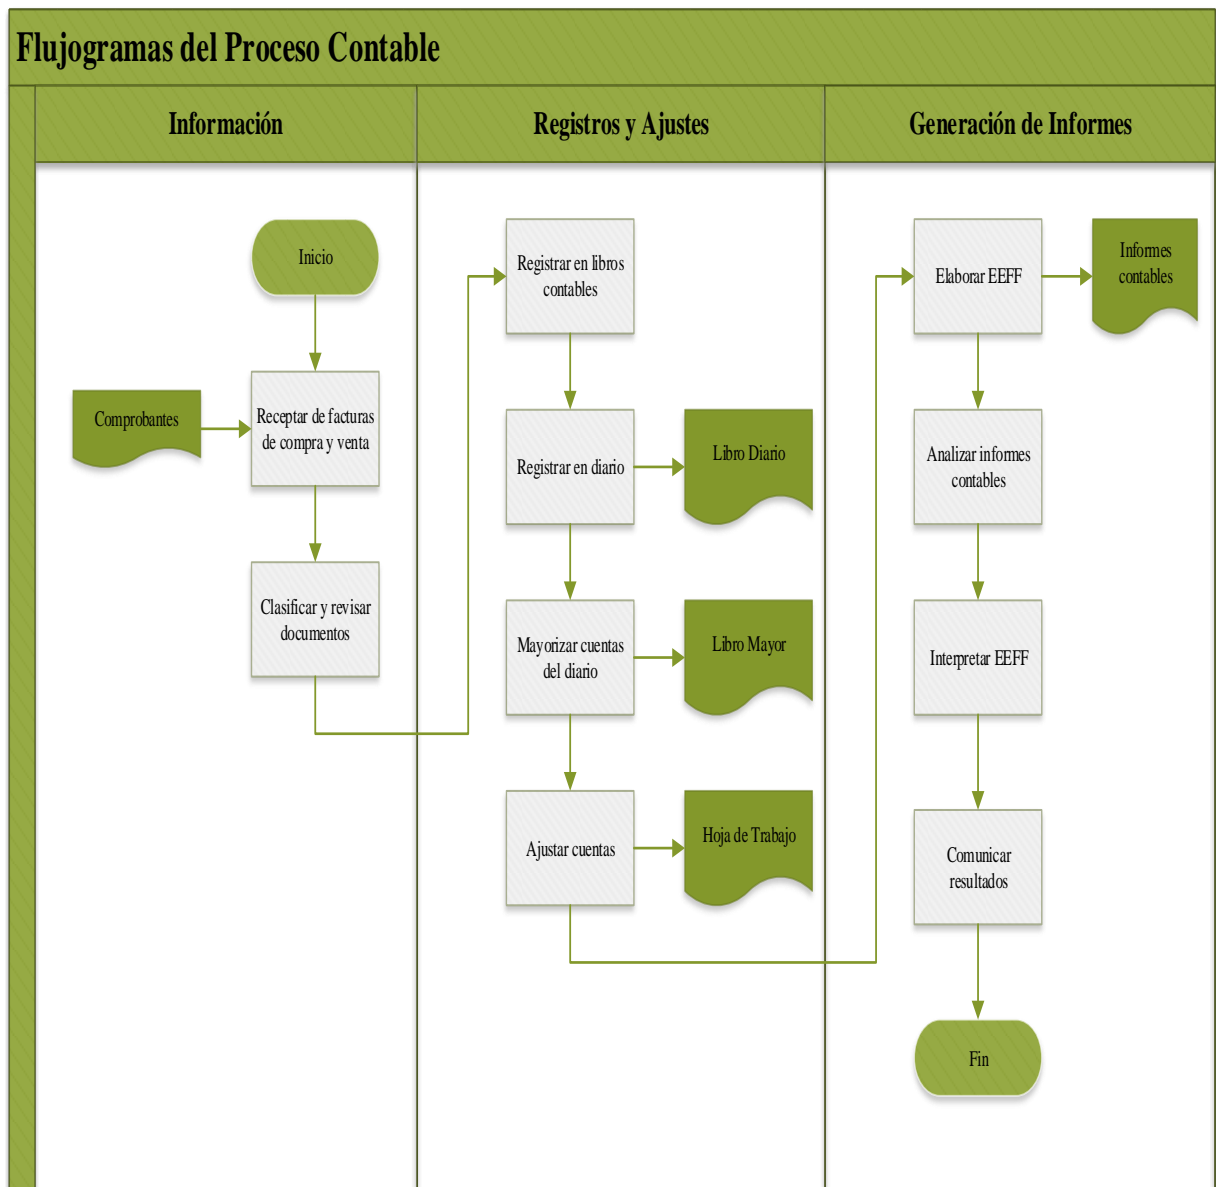 Flujogramas del Proceso Contable
Información
Registros y Ajustes
Generación de Informes
Inicio
Comprobantes
Receptar de facturas
de compra y venta
Clasificar y revisar
documentos
Registrar en libros
contables
Registrar en diario
Libro Diario
Mayorizar cuentas
del diario
Libro Mayor
Ajustar cuentas
Hoja de Trabajo
Elaborar EEFF
Informes
contables
Analizar informes
contables
Interpretar EEFF
Comunicar
resultados
Fin